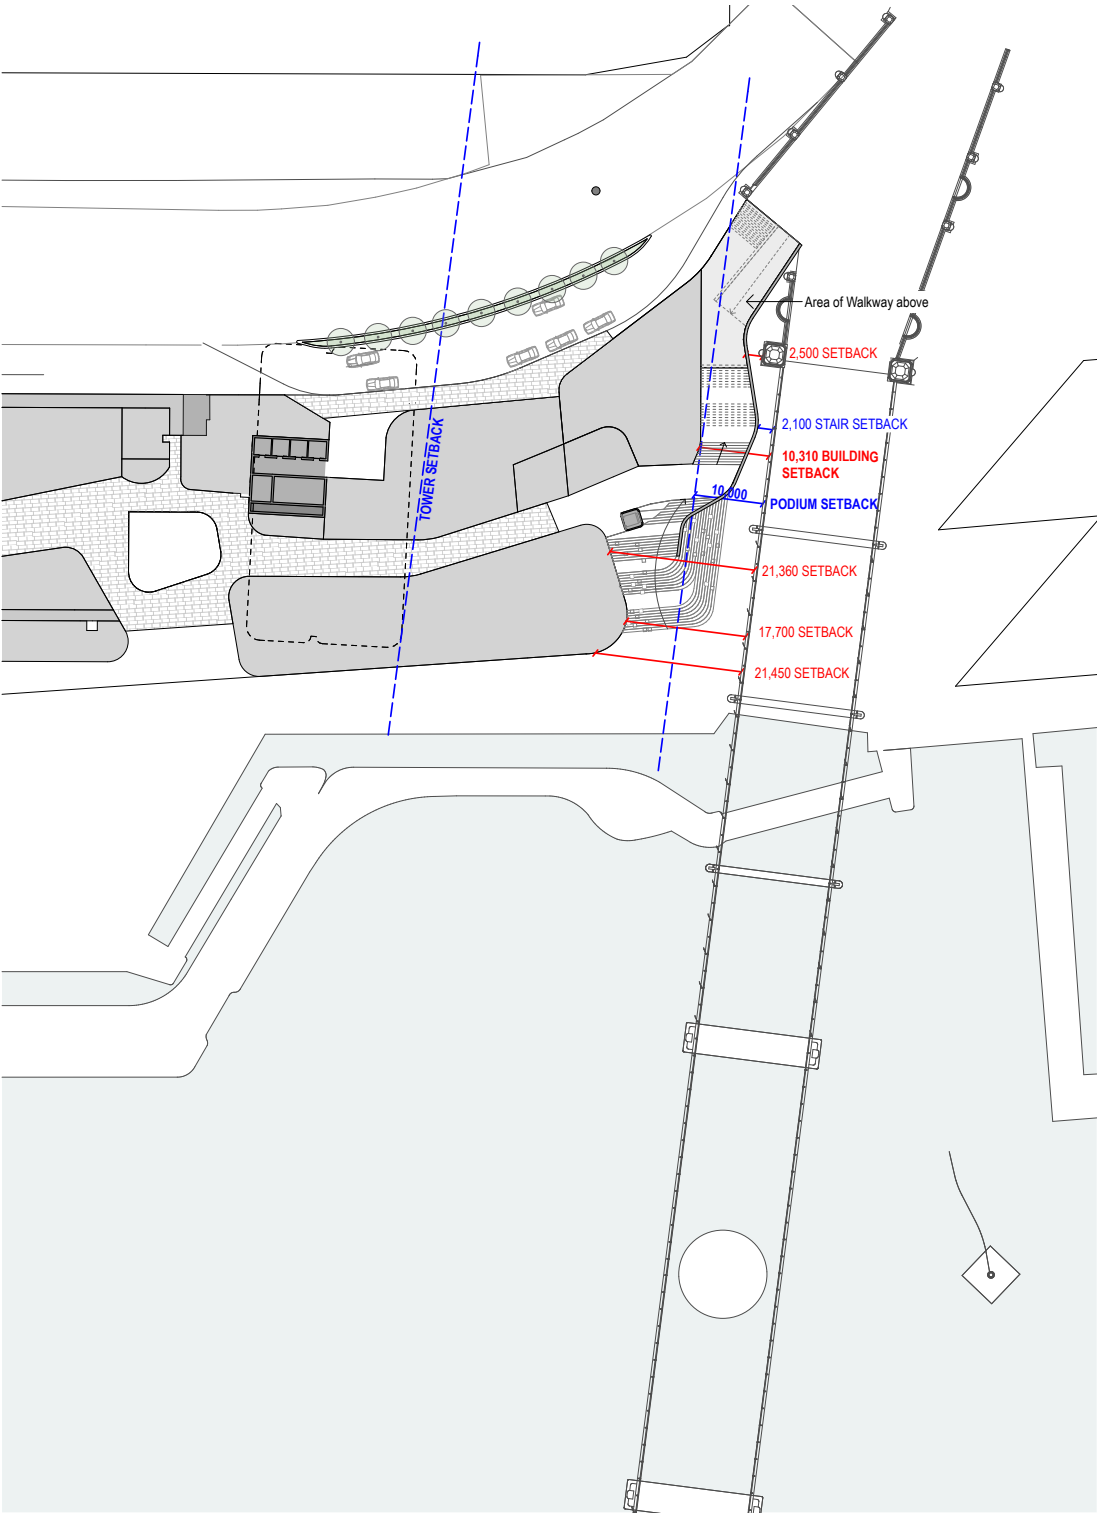 Area of Walkway above
2,500 SETBACK
2,100 STAIR SETBACK
10,310 BUILDING
SETBACK
TOWER SETBACK
10,000
PODIUM SETBACK
21,360 SETBACK
17,700 SETBACK
21,450 SETBACK